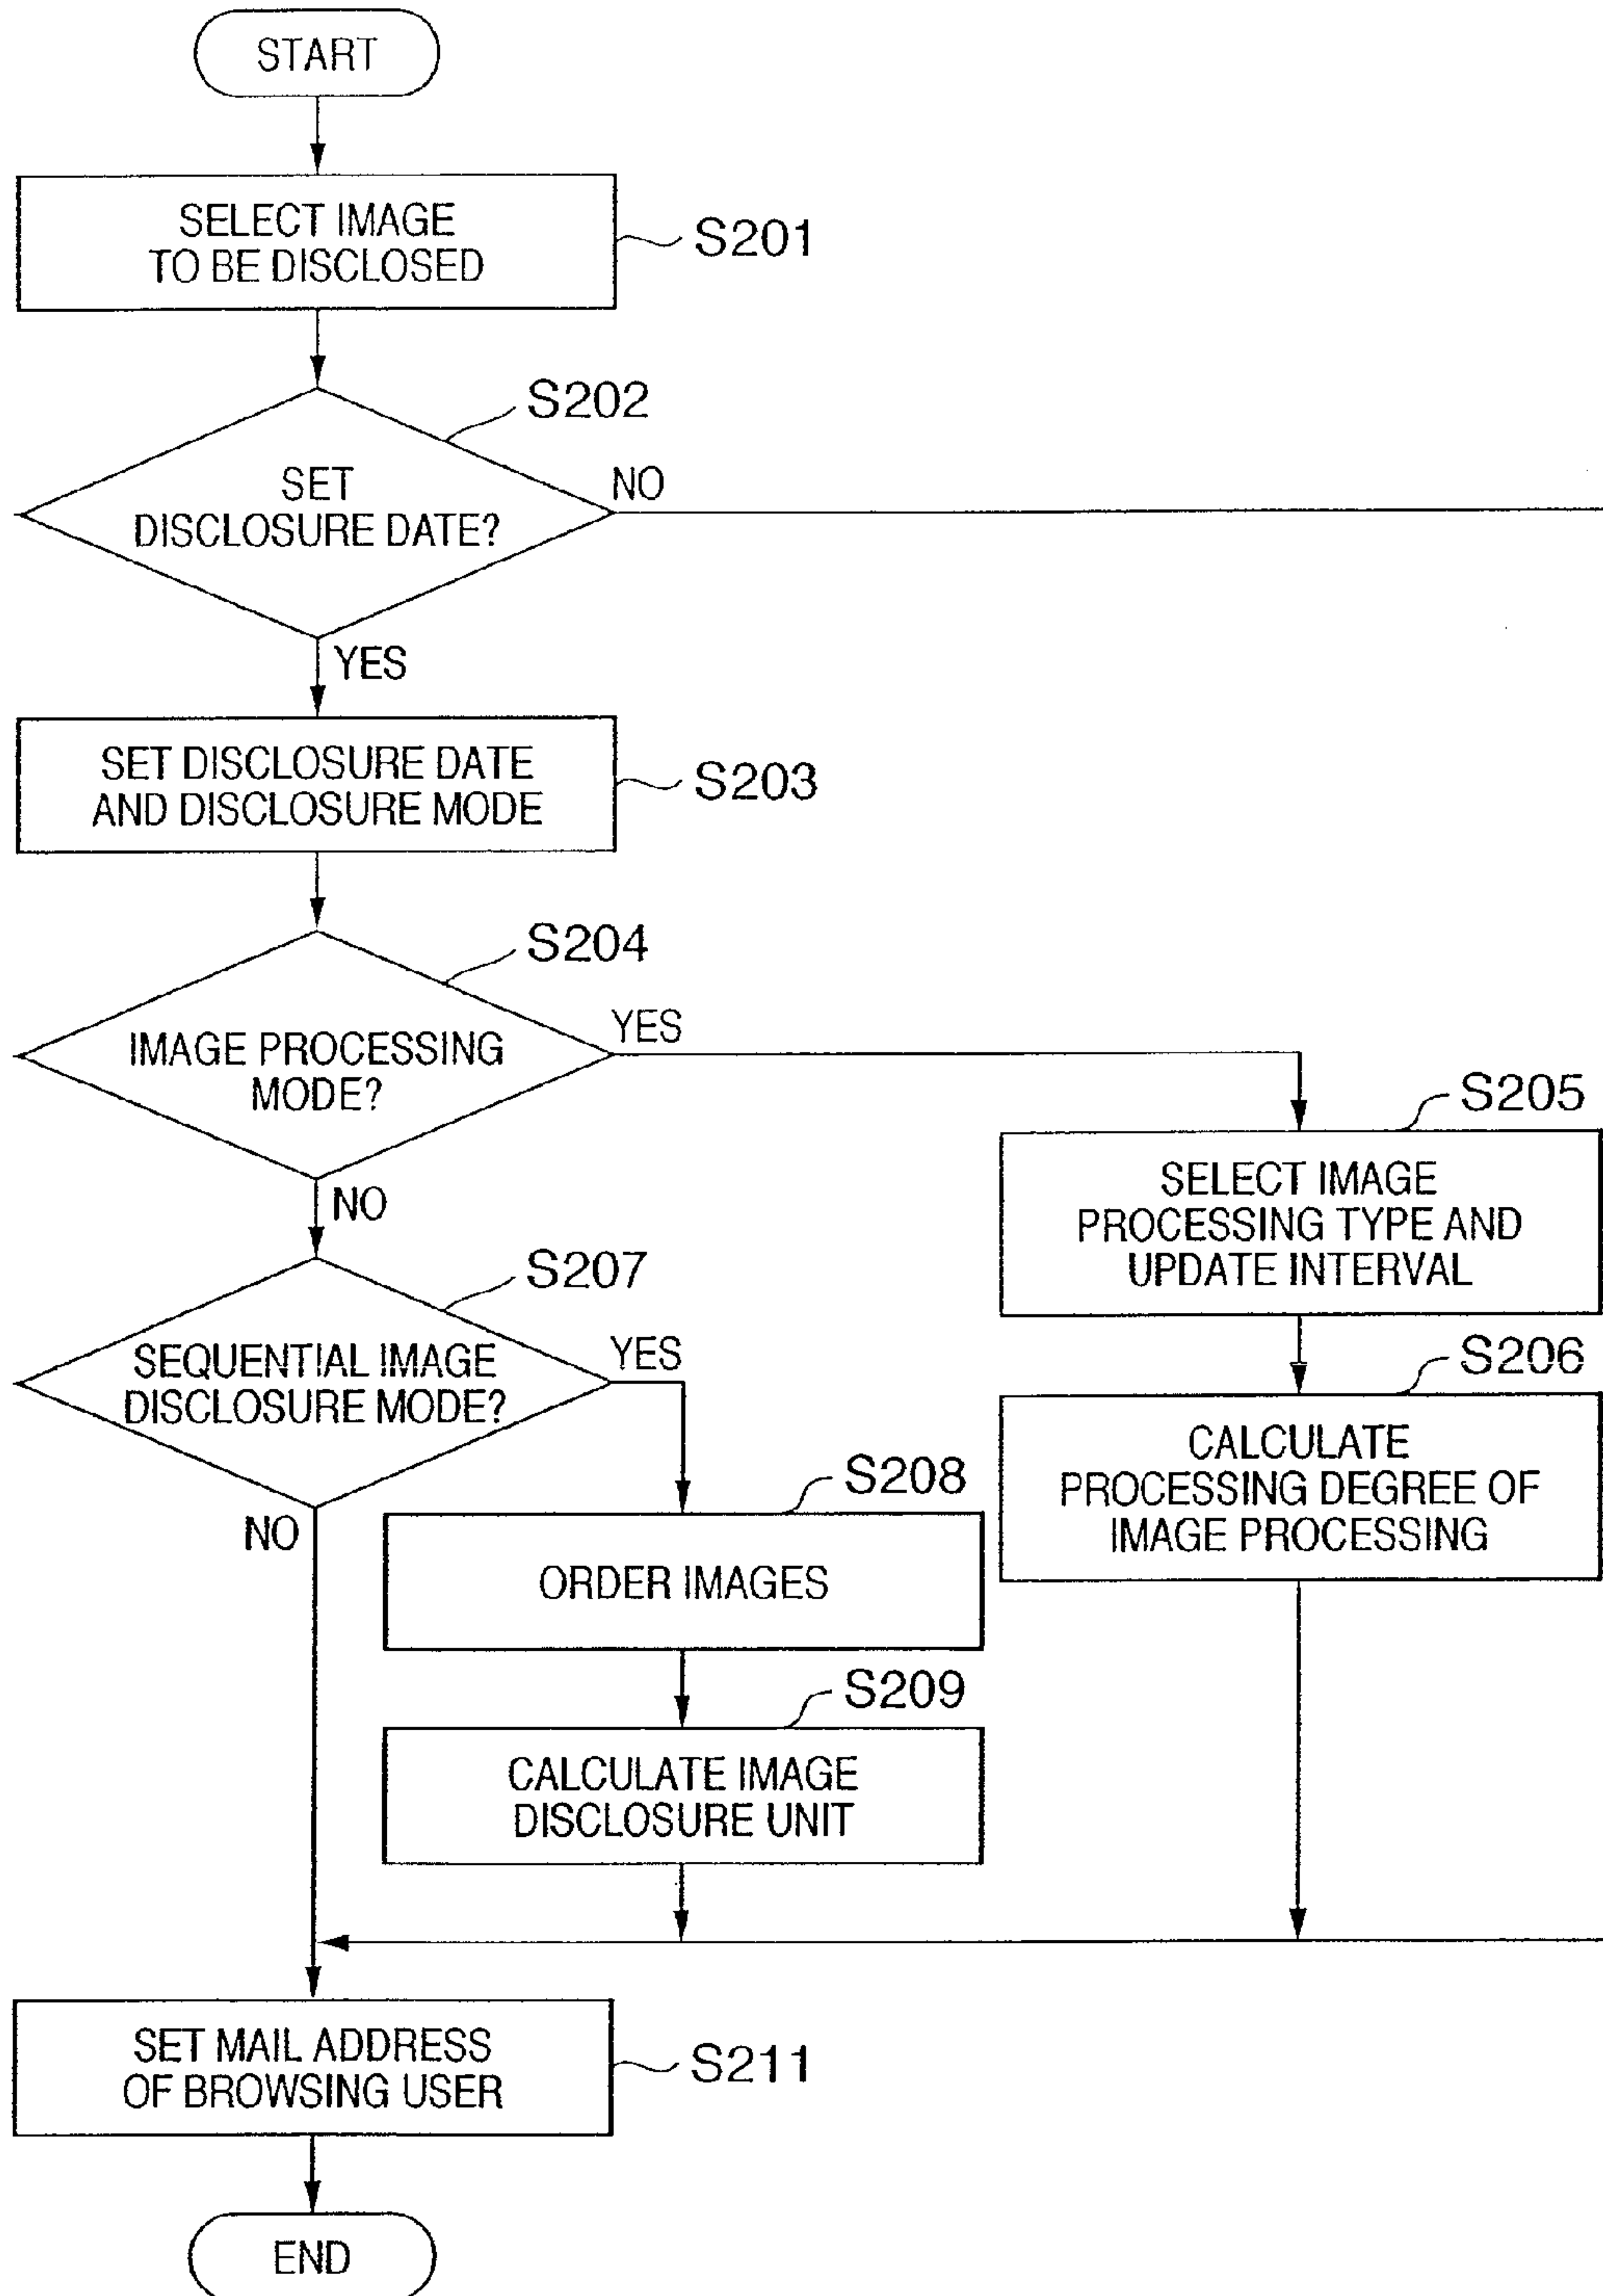 START
SELECT IMAGE
TO BE DISCLOSED
S201
S202
SET
DISCLOSURE DATE?
NO
YES
SET DISCLOSURE DATE
AND DISCLOSURE MODE
S203
S204
IMAGE PROCESSING
MODE?
YES
NO
S205
SELECT IMAGE
PROCESSING TYPE AND
UPDATE INTERVAL
S206
CALCULATE
PROCESSING DEGREE OF
IMAGE PROCESSING
S207
SEQUENTIAL IMAGE
DISCLOSURE MODE?
YES
NO
S208
ORDER IMAGES
S209
CALCULATE IMAGE
DISCLOSURE UNIT
SET MAIL ADDRESS
OF BROWSING USER
S211
END